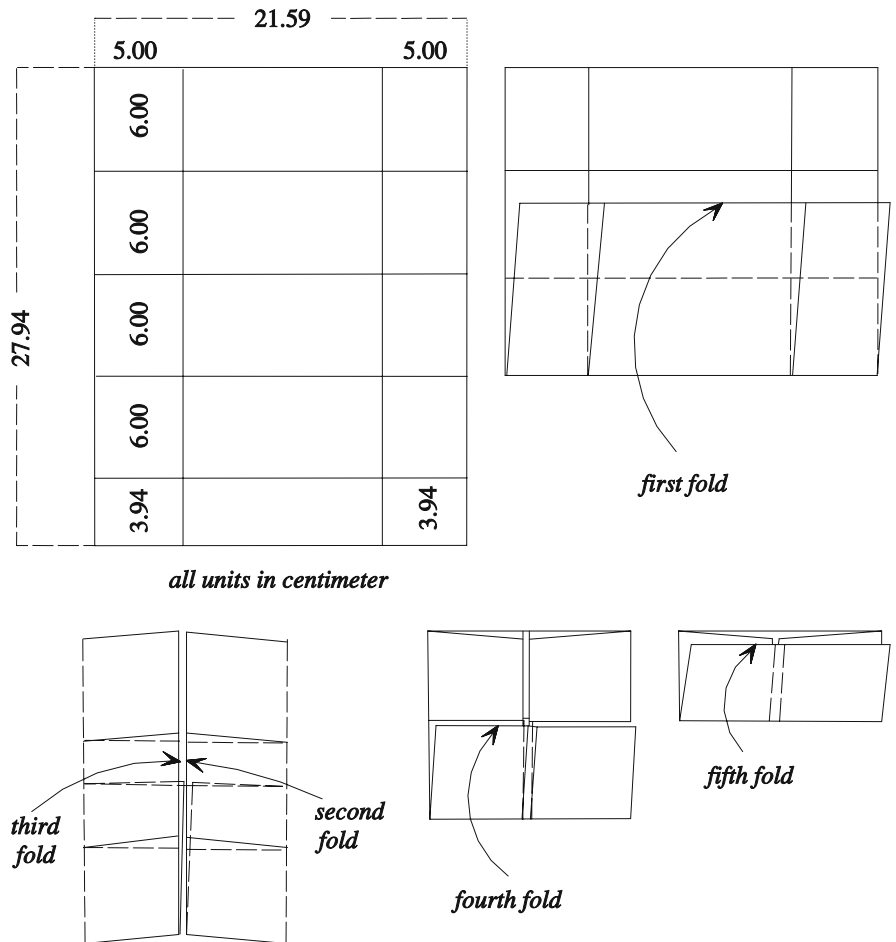 21.59
5.00
5.00
6.00
6.00
6.00
6.00
3.94
3.94
27.94
all units in centimeter
first fold
third
fold
second
fold
fourth fold
fifth fold